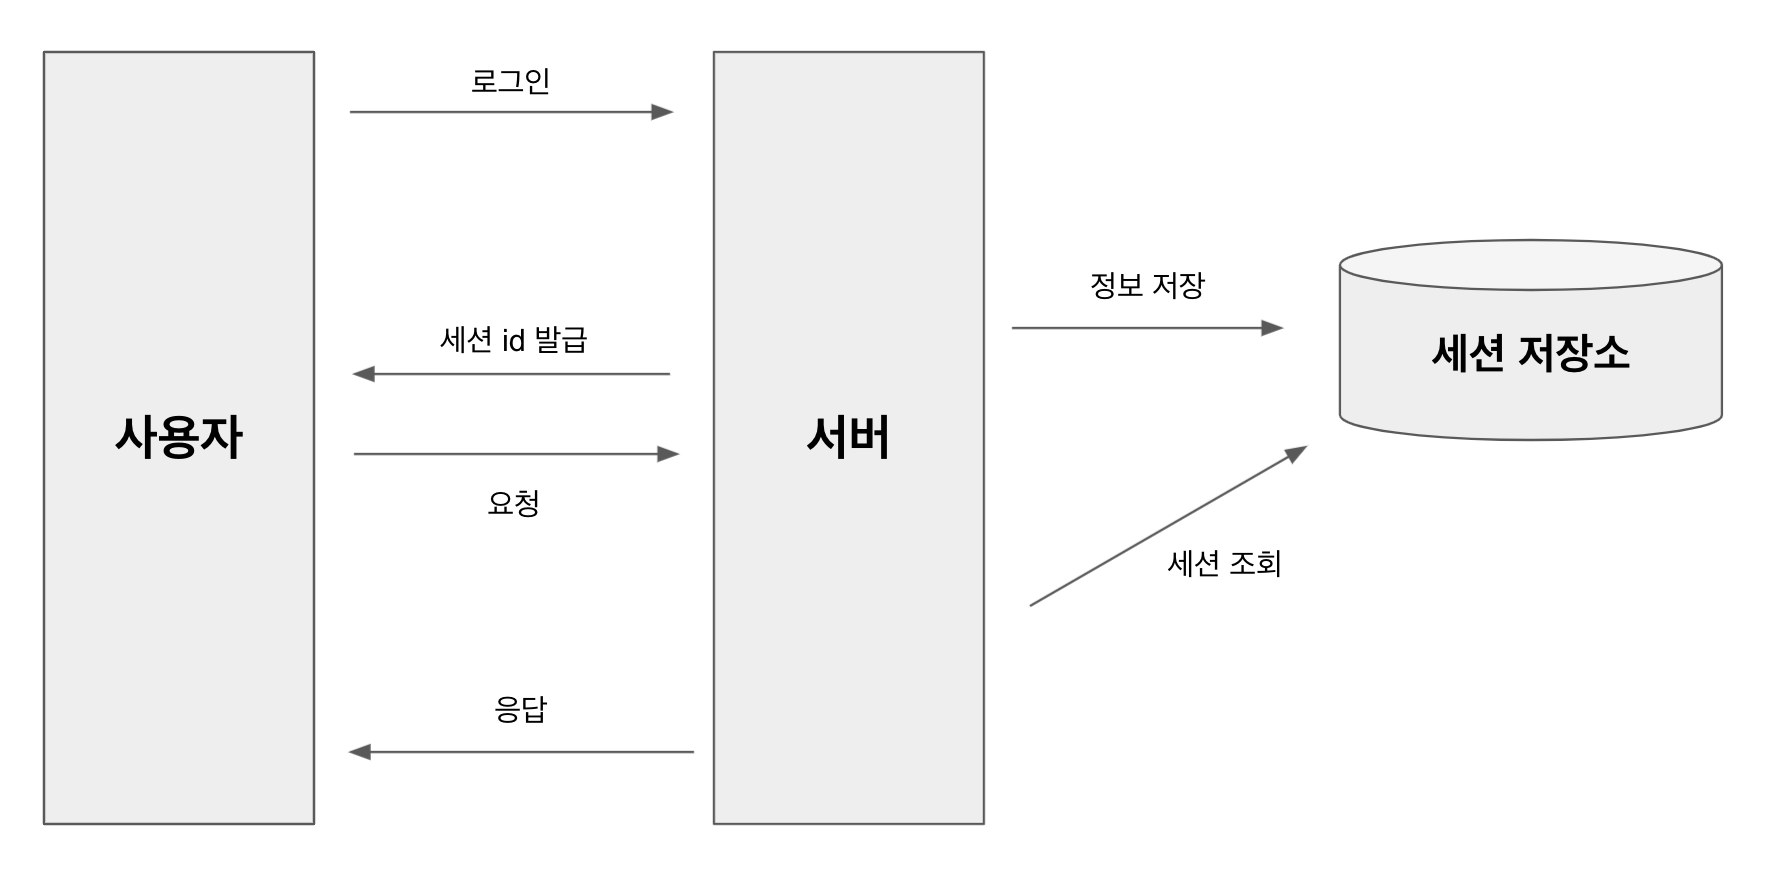 로그인
정보 저장
세션 id 발급
세션 저장소
사용자
서버
요청
세션 조회
응답